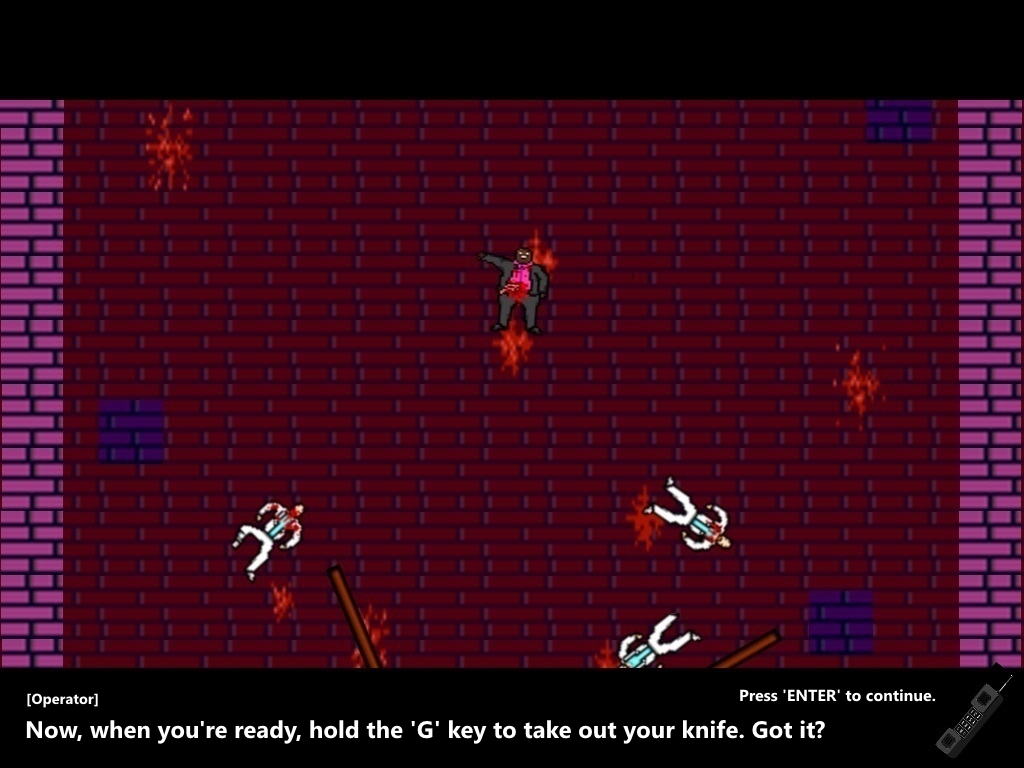 [Operator]
Press 'ENTER' to continue.
Now, when you're ready, hold the 'G' key to take out your knife. Got it?